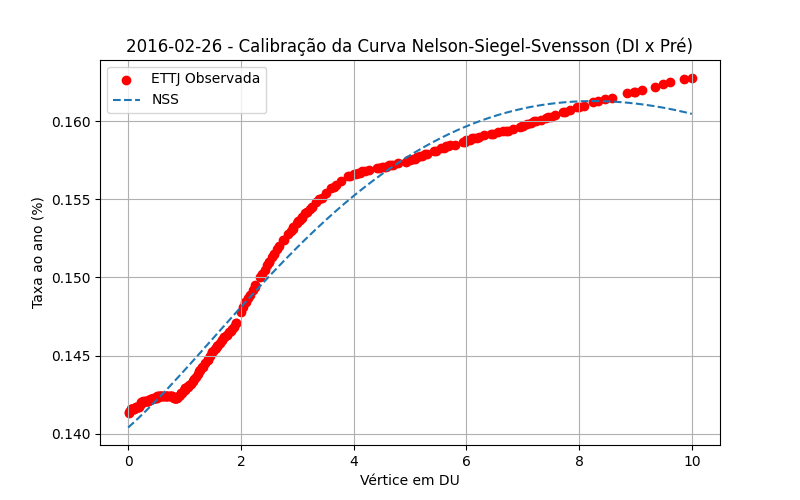 2016-02-26 - Calibração da Curva Nelson-Siegel-Svensson (DI x Pré)
ETTJ Observada
NSS
Taxa ao ano (%)
0.160
0.155
0.150
0.145
0.140
0 2 4 6 8 10
Vértice em DU